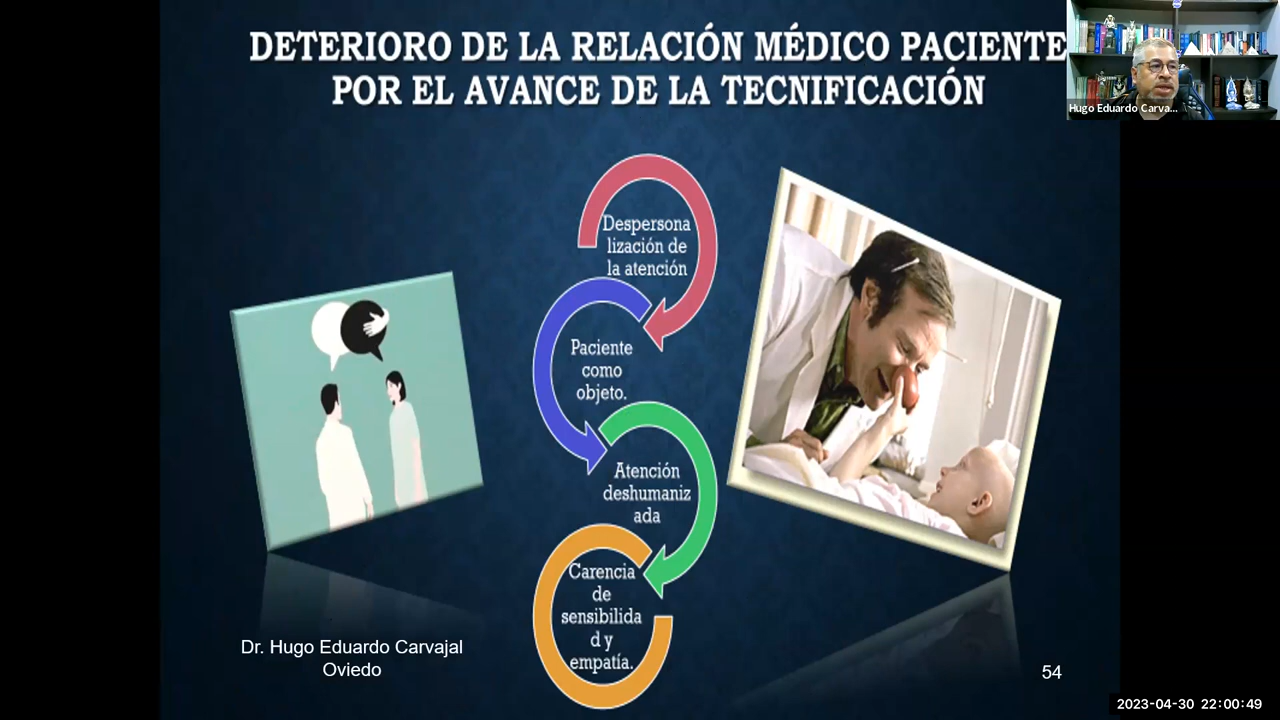 DETERIORO DE LA RELACIÓN MÉDICO PACIENTE
POR EL AVANCE DE LA TECNIFICACIÓN
Hugo Eduardo Carva...
Despersona
lización de
la atención
Paciente
como
objeto.
Atención
deshumaniz
ada
Carencia
de
sensibilida
d y
empatía.
Dr. Hugo Eduardo Carvajal
Oviedo
54
2023-04-30 22:00:49